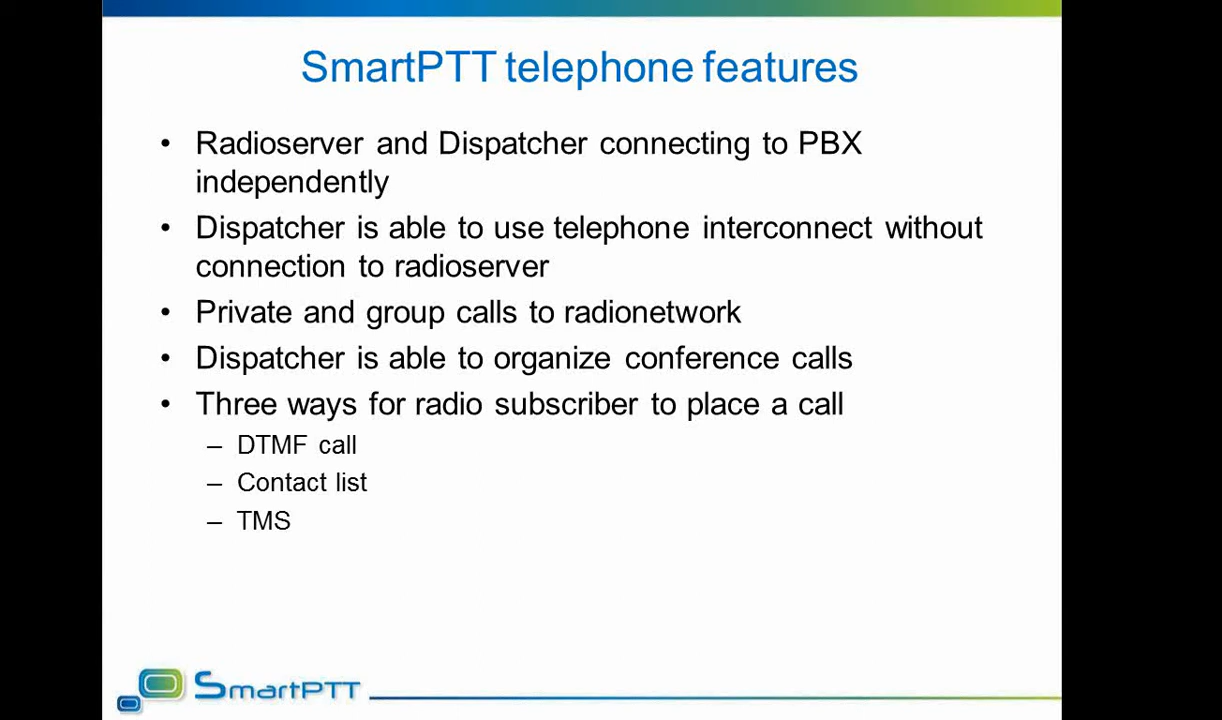 SmartPTT telephone features
• Radioserver and Dispatcher connecting to PBX
independently
• Dispatcher is able to use telephone interconnect without
connection to radioserver
• Private and group calls to radionetwork
• Dispatcher is able to organize conference calls
• Three ways for radio subscriber to place a call
– DTMF call
– Contact list
– TMS
SmartPTT